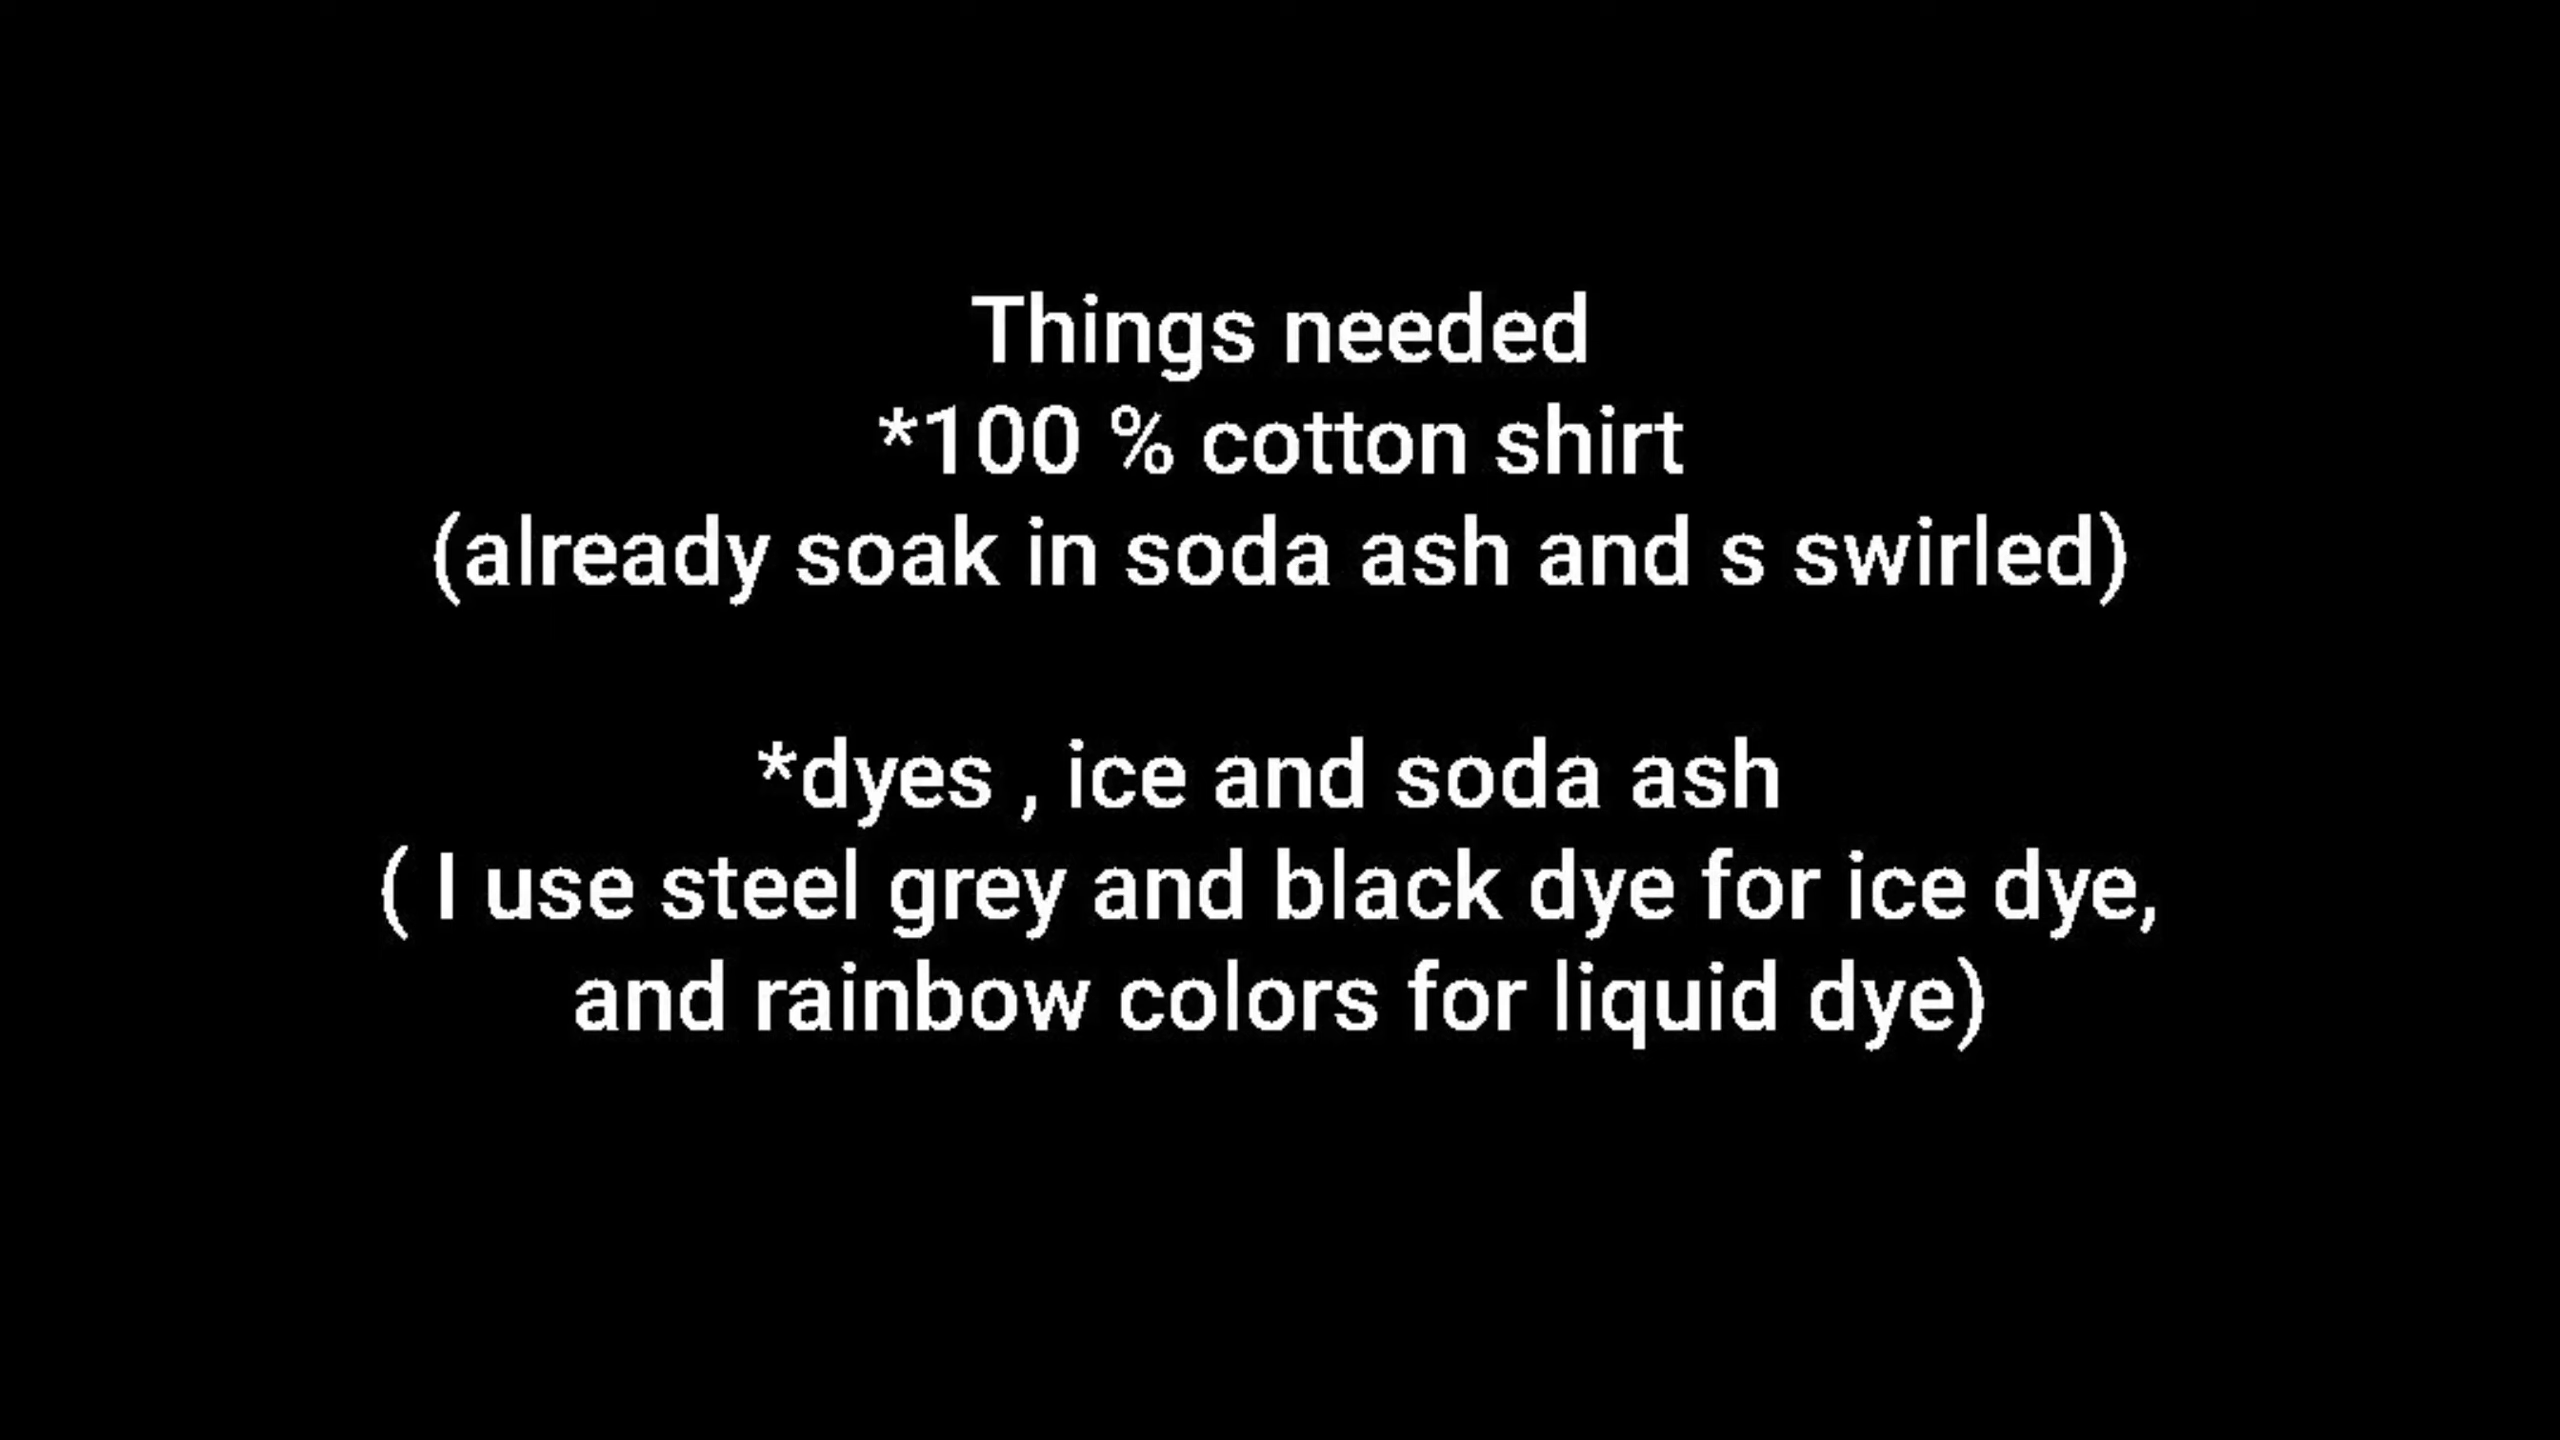 Things needed
*100 % cotton shirt
(already soak in soda ash and s swirled)
*dyes , ice and soda ash
( I use steel grey and black dye for ice dye,
and rainbow colors for liquid dye)